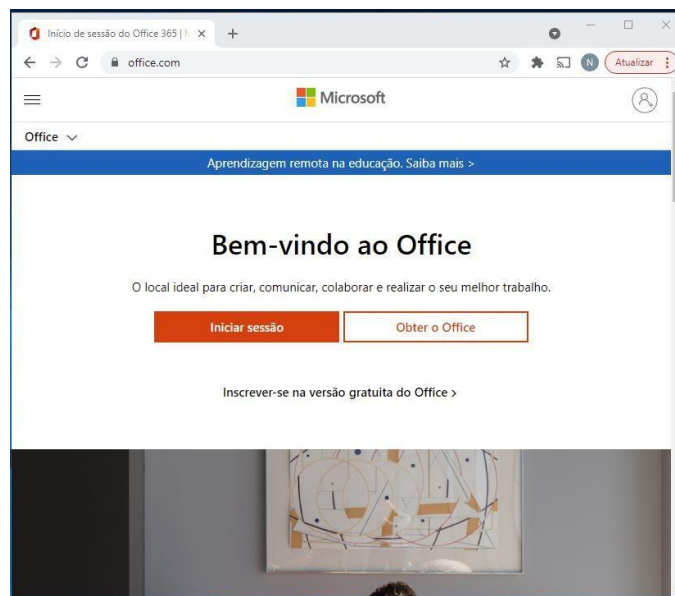 Início de sessão do Office 365 |
office.com
N
Atualizar
Microsoft
Office
Aprendizagem remota na educação. Saiba mais >
Bem-vindo ao Office
O local ideal para criar, comunicar, colaborar e realizar o seu melhor trabalho.
Iniciar sessão
Obter o Office
Inscrever-se na versão gratuita do Office >